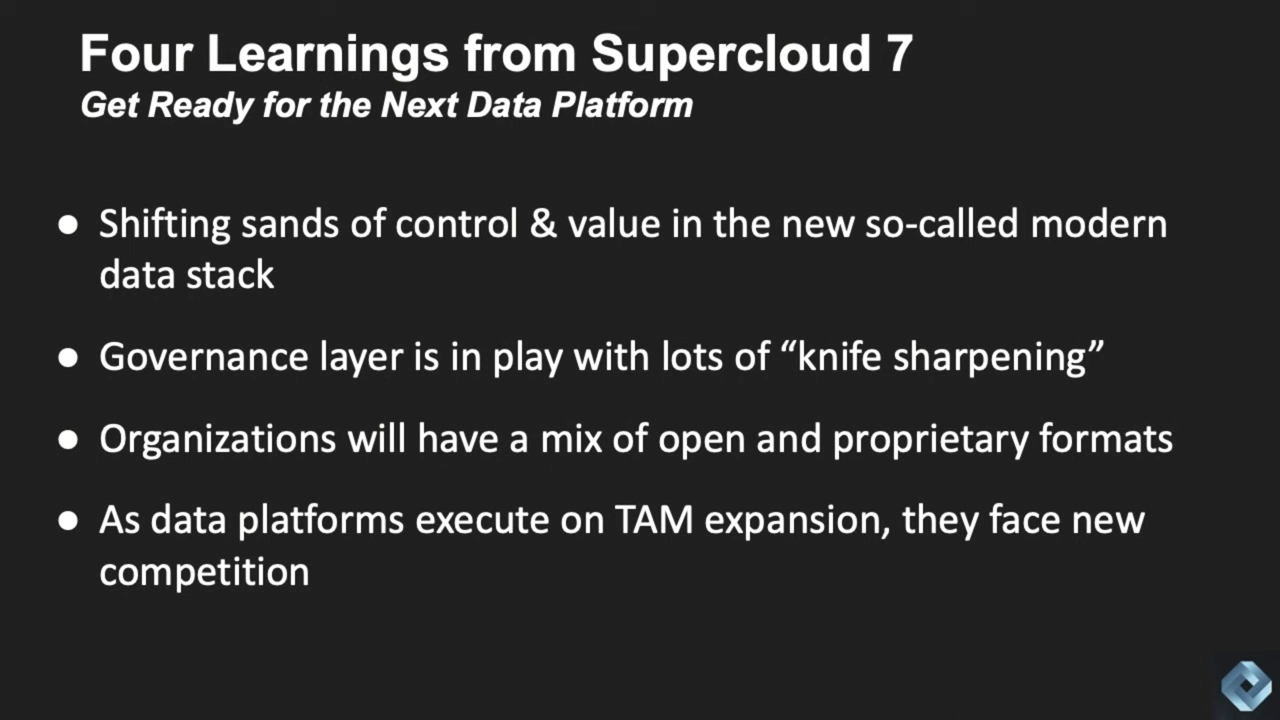 Four Learnings from Supercloud 7
Get Ready for the Next Data Platform
● Shifting sands of control & value in the new so-called modern
data stack
● Governance layer is in play with lots of “knife sharpening”
● Organizations will have a mix of open and proprietary formats
● As data platforms execute on TAM expansion, they face new
competition